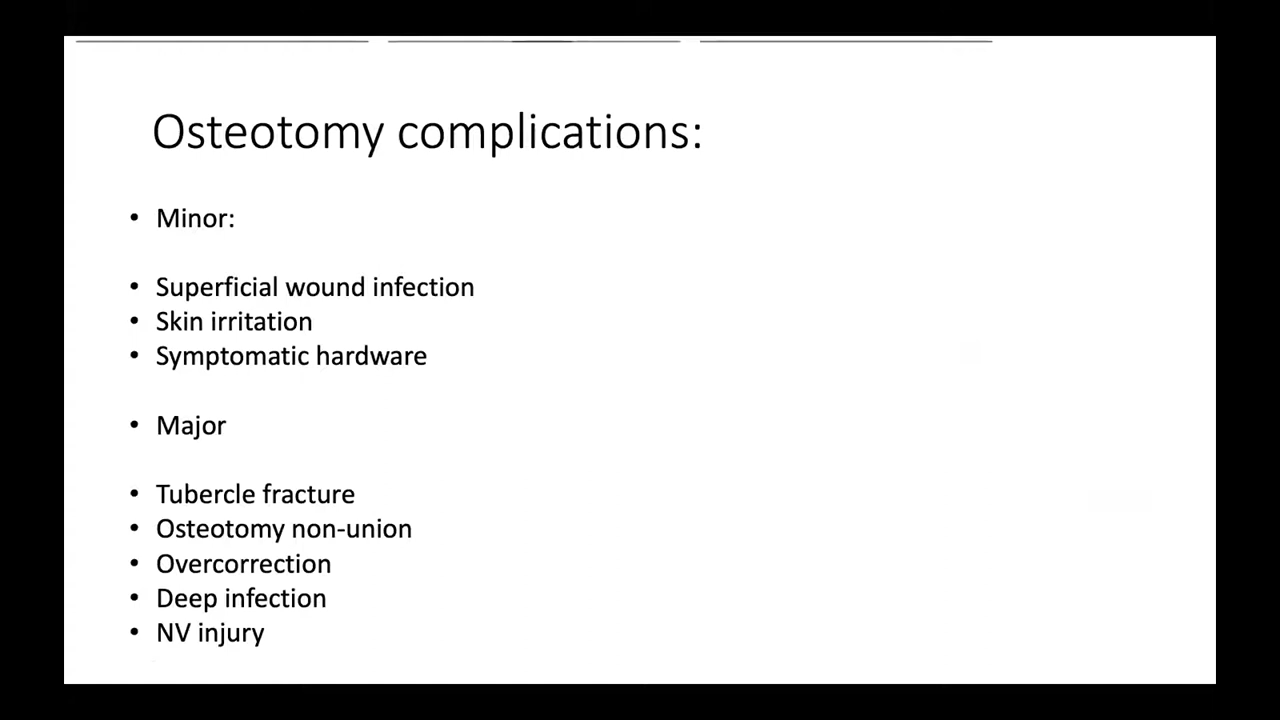 Osteotomy complications:
• Minor:
• Superficial wound infection
• Skin irritation
• Symptomatic hardware
• Major
• Tubercle fracture
• Osteotomy non-union
• Overcorrection
• Deep infection
• NV injury